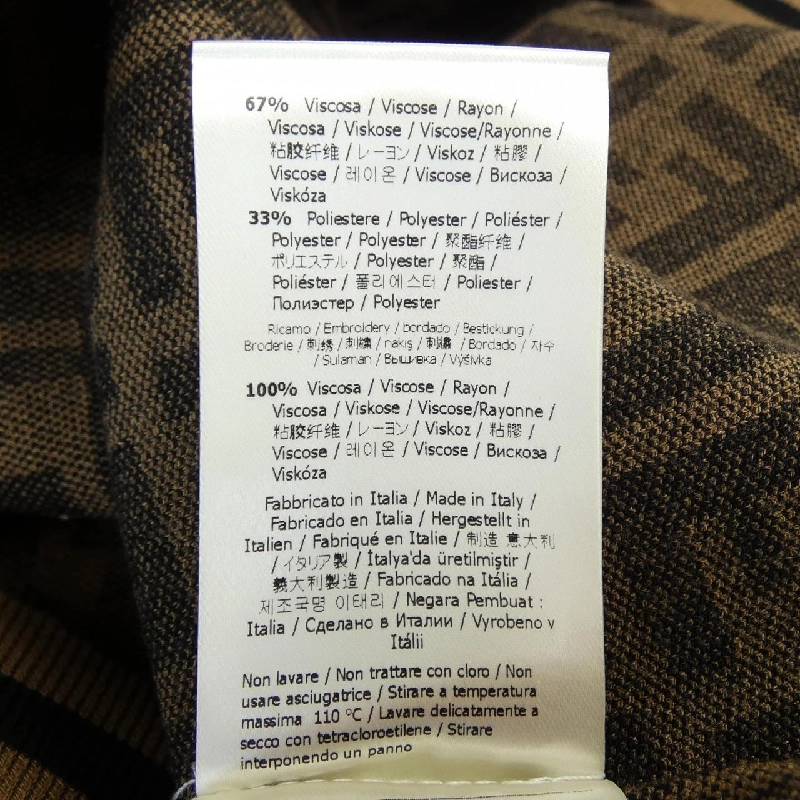 67% Viscosa / Viscose / Rayon /
Viscosa / Viskose / Viscose/Rayonne /
粘胶纤维 / レーヨン / Viskoz / 粘膠 /
Viscose / 레이온 / Viscose / Вискоза /
Viskóza
33% Poliestere / Polyester / Poliéster /
Polyester / Polyester / 聚酯纤维 /
ポリエステル / Polyester / 聚酯 /
Poliéster / 폴리에스터 / Poliester /
Полиэстер / Polyester
Ricamo / Embroidery / bordado / Bestickung /
Broderie / 刺绣 / 刺繍 / nakış / 刺繡 / Bordado / 자수
/ Sulaman / Вышивка / Výšivka
100% Viscosa / Viscose / Rayon /
Viscosa / Viskose / Viscose/Rayonne /
粘胶纤维 / レーヨン / Viskoz / 粘膠 /
Viscose / 레이온 / Viscose / Вискоза /
Viskóza
Fabbricato in Italia / Made in Italy /
Fabricado en Italia / Hergestellt in
Italien / Fabriqué en Italie / 制造 意大利
/ イタリア製 / İtalya'da üretilmiştir /
義大利製造 / Fabricado na Itália /
제조국명 이태리 / Negara Pembuat :
Italia / Сделано в Италии / Vyrobeno v
Itálii
Non lavare / Non trattare con cloro / Non
usare asciugatrice / Stirare a temperatura
massima 110 °C / Lavare delicatamente a
secco con tetracloroetilene / Stirare
interponendo un panno